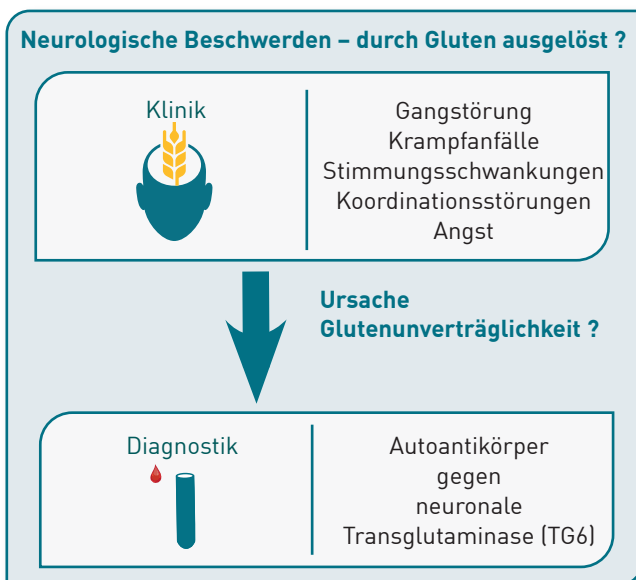 Neurologische Beschwerden – durch Gluten ausgelöst ?
Klinik
Gangstörung
Krampfanfälle
Stimmungsschwankungen
Koordinationsstörungen
Angst
Ursache
Glutenunverträglichkeit ?
Diagnostik
Autoantikörper
gegen
neuronale
Transglutaminase (TG6)